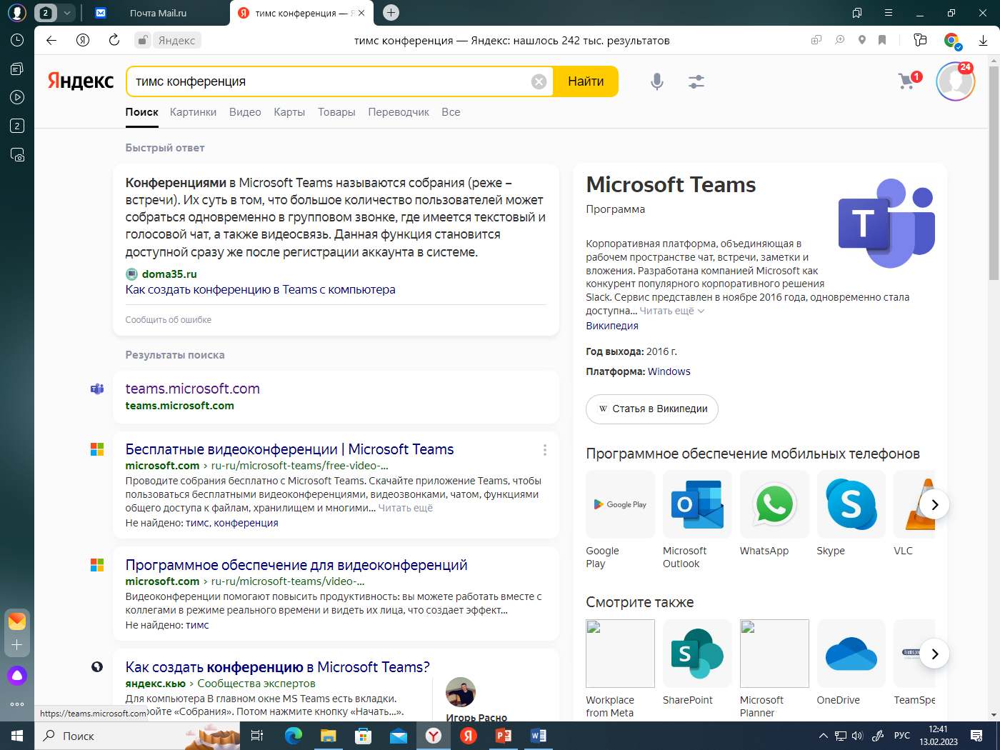 2
Почта Mail.ru
тимс конференция — Я
Яндекс
тимс конференция — Яндекс: нашлось 242 тыс. результатов
Яндекс
тимс конференция
Найти
1
24
Поиск
Картинки
Видео
Карты
Товары
Переводчик
Все
2
Быстрый ответ
Конференциями в Microsoft Teams называются собрания (реже –
встречи). Их суть в том, что большое количество пользователей может
собраться одновременно в групповом звонке, где имеется текстовый и
голосовой чат, а также видеосвязь. Данная функция становится
доступной сразу же после регистрации аккаунта в системе.
doma35.ru
Как создать конференцию в Teams с компьютера
Сообщить об ошибке
Результаты поиска
teams.microsoft.com
teams.microsoft.com
Бесплатные видеоконференции | Microsoft Teams
microsoft.com › ru-ru/microsoft-teams/free-video-...
Проводите собрания бесплатно с Microsoft Teams. Скачайте приложение Teams, чтобы
пользоваться бесплатными видеоконференциями, видеозвонками, чатом, функциями
общего доступа к файлам, хранилищем и многими... Читать ещё
Не найдено: тимс, конференция
Программное обеспечение для видеоконференций
microsoft.com › ru-ru/microsoft-teams/video-...
Видеоконференции помогают повысить продуктивность: вы можете работать вместе с
коллегами в режиме реального времени и видеть их лица, что создает эффект...
Не найдено: тимс
Как создать конференцию в Microsoft Teams?
яндекс.кью › Сообщества экспертов
Для компьютера В главном окне MS Teams есть вкладки.
ройте «Собрания». Потом нажмите кнопку «Начать...».
Игорь Расно
https://teams.microsoft.com
Microsoft Teams
Программа
T
Корпоративная платформа, объединяющая в
рабочем пространстве чат, встречи, заметки и
вложения. Разработана компанией Microsoft как
конкурент популярного корпоративного решения
Slack. Сервис представлен в ноябре 2016 года, одновременно стала
доступна... Читать ещё
Википедия
Год выхода: 2016 г.
Платформа: Windows
W Статья в Википедии
Программное обеспечение мобильных телефонов
Google Play
Google
Play
Microsoft
Outlook
WhatsApp
Skype
VLC
Смотрите также
Workplace
from Meta
SharePoint
Microsoft
Planner
OneDrive
TeamSpe
Поиск
РУС
12:41
13.02.2023